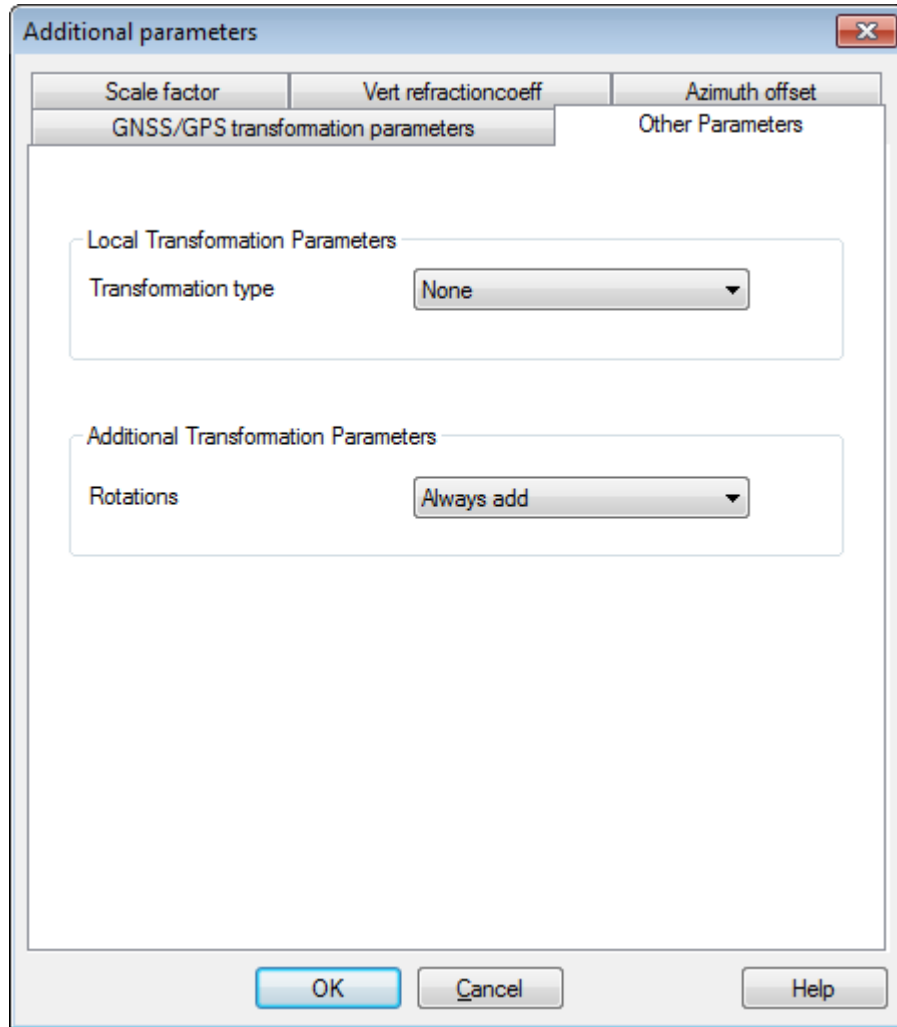 Additional parameters
Scale factor Vert refractioncoeff Azimuth offset
GNSS/GPS transformation parameters Other Parameters
Local Transformation Parameters
Transformation type None
Additional Transformation Parameters
Rotations Always add
OK Cancel Help